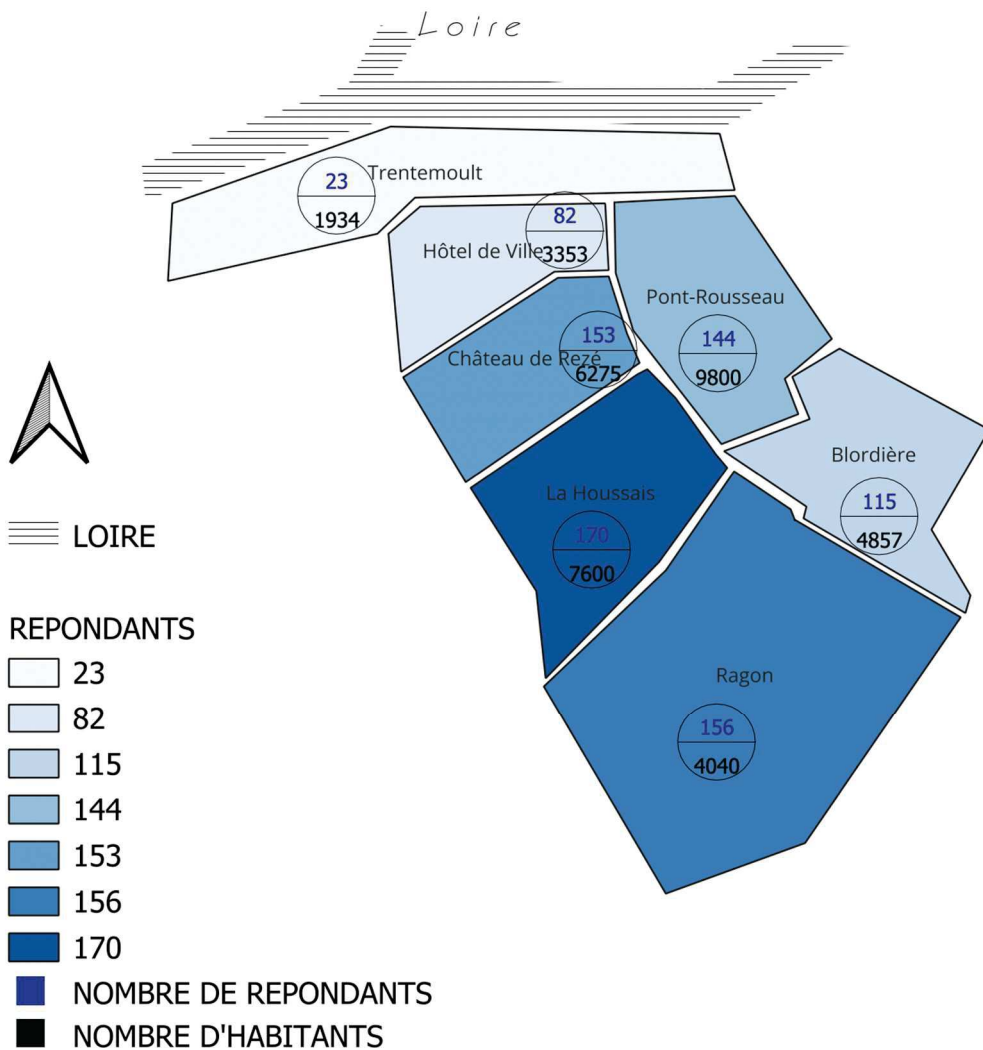 Loire
Trentemoult
23
1934
82
Hôtel de Ville
3353
Pont-Rousseau
153
144
Château de Rezé
6275
9800
Blordière
La Houssais
115
170
4857
7600
LOIRE
REPONDANTS
23
Ragon
82
156
115
4040
144
153
156
170
NOMBRE DE REPONDANTS
NOMBRE D'HABITANTS